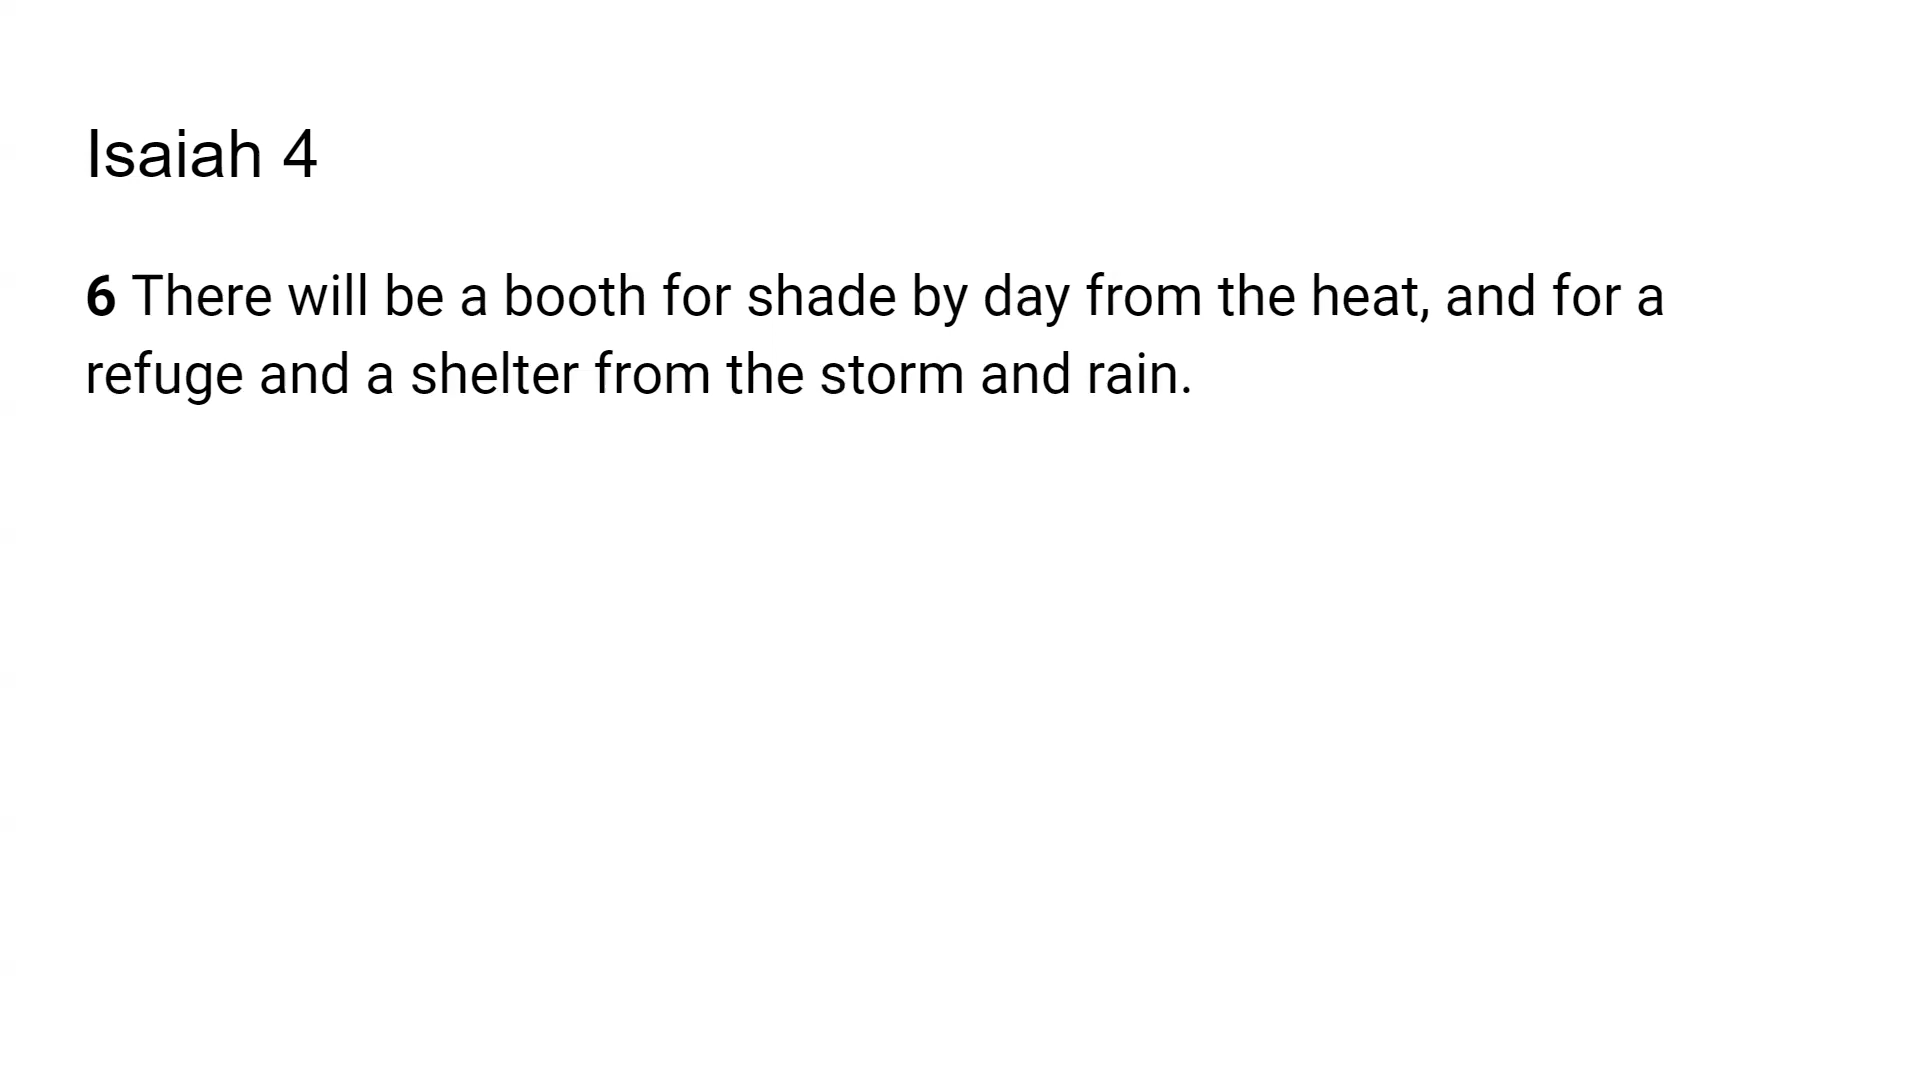 Isaiah 4
6 There will be a booth for shade by day from the heat, and for a
refuge and a shelter from the storm and rain.